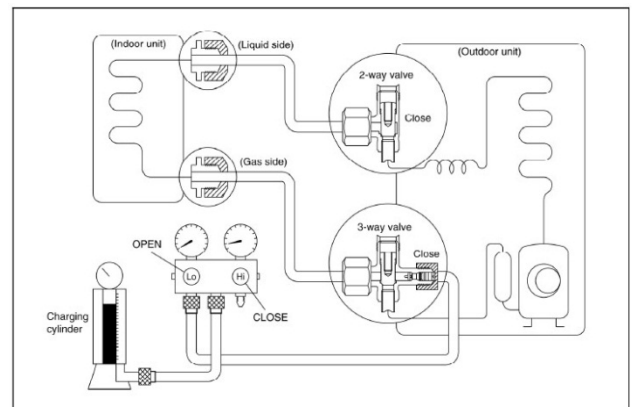 (Indoor unit)
(Liquid side)
(Outdoor unit)
2-way valve
Close
(Gas side)
3-way valve
Close
OPEN
Lo
Hi
CLOSE
Charging
cylinder